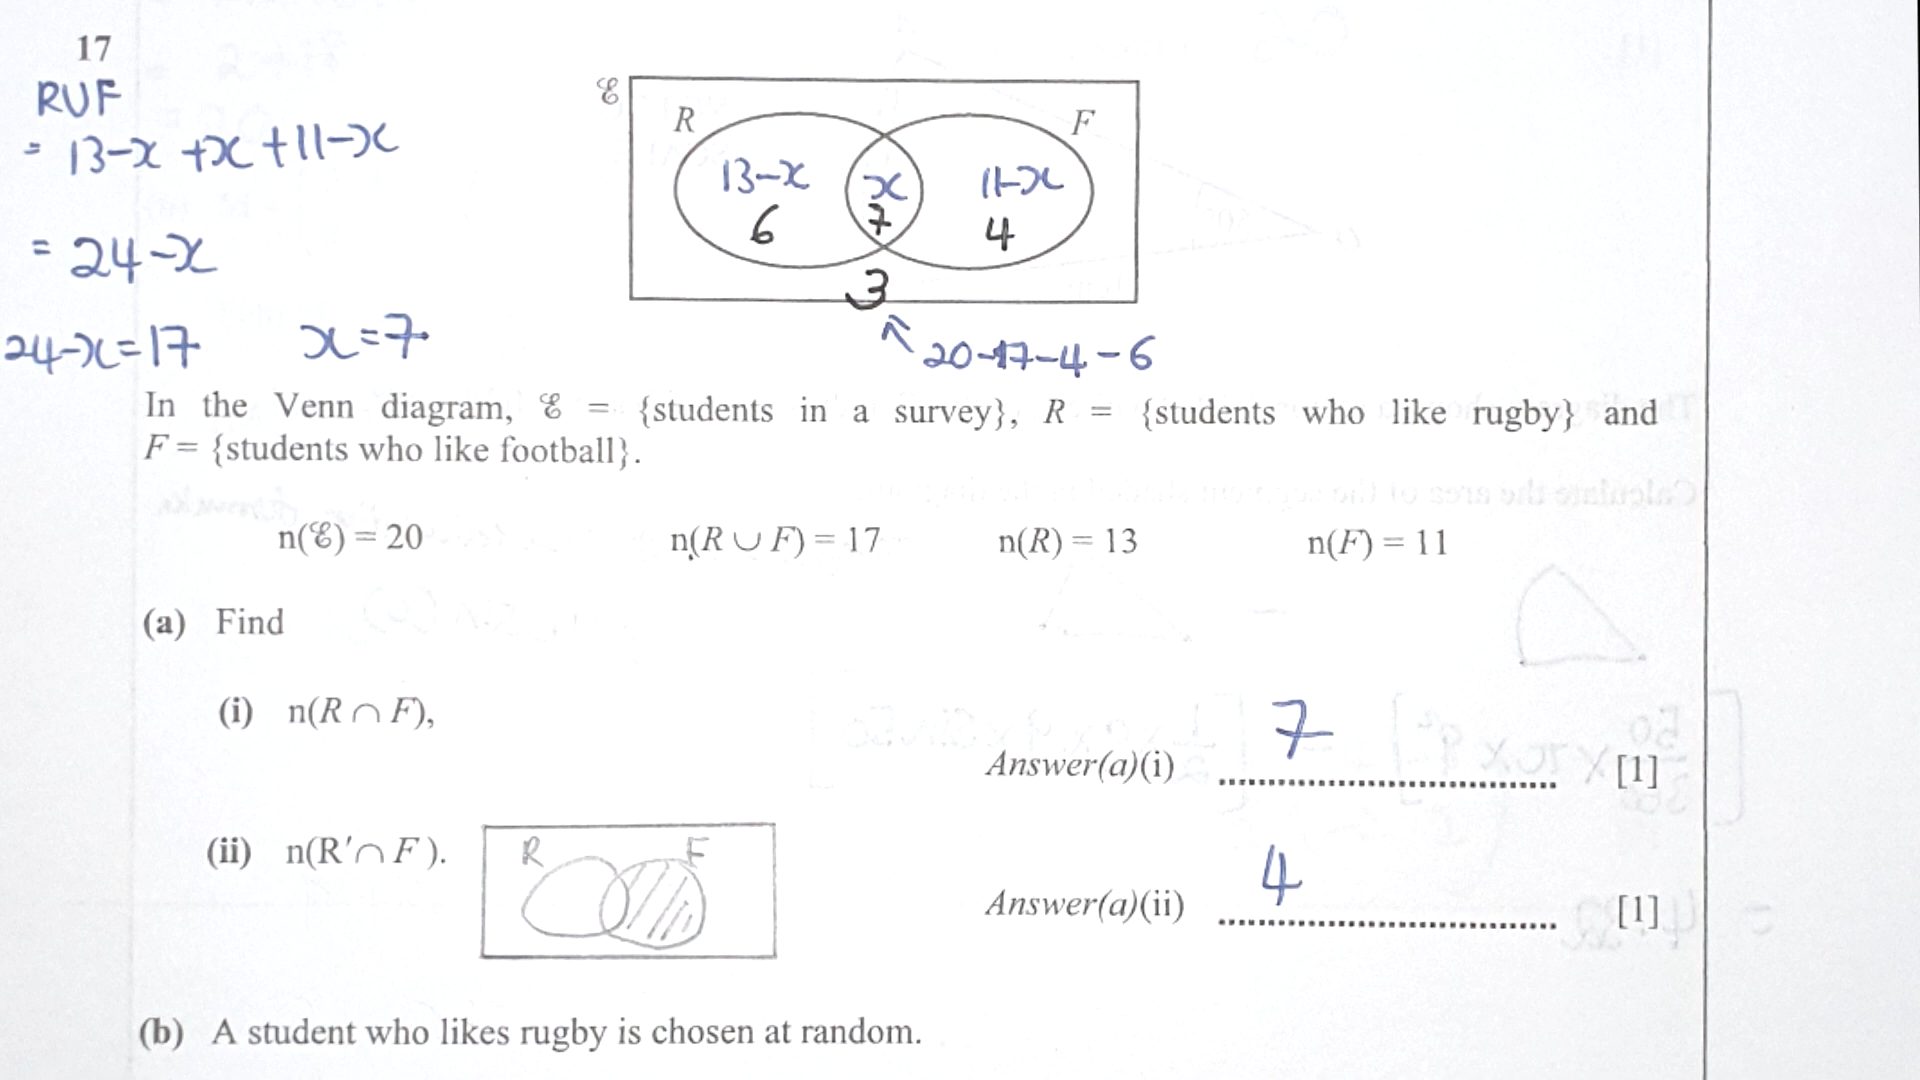 17
RUF
= 13-x +x +11-x
= 24-x
24-x=17 x=7
ℰ
R F
13-x x 11-x
6 7 4
3
20-17-4-6
In the Venn diagram, ℰ = {students in a survey}, R = {students who like rugby} and
F = {students who like football}.
n(ℰ) = 20 n(R ∪ F) = 17 n(R) = 13 n(F) = 11
(a) Find
(i) n(R ∩ F),
7
Answer(a)(i) [1]
(ii) n(R′∩ F ).
R F
4
Answer(a)(ii) [1]
(b) A student who likes rugby is chosen at random.